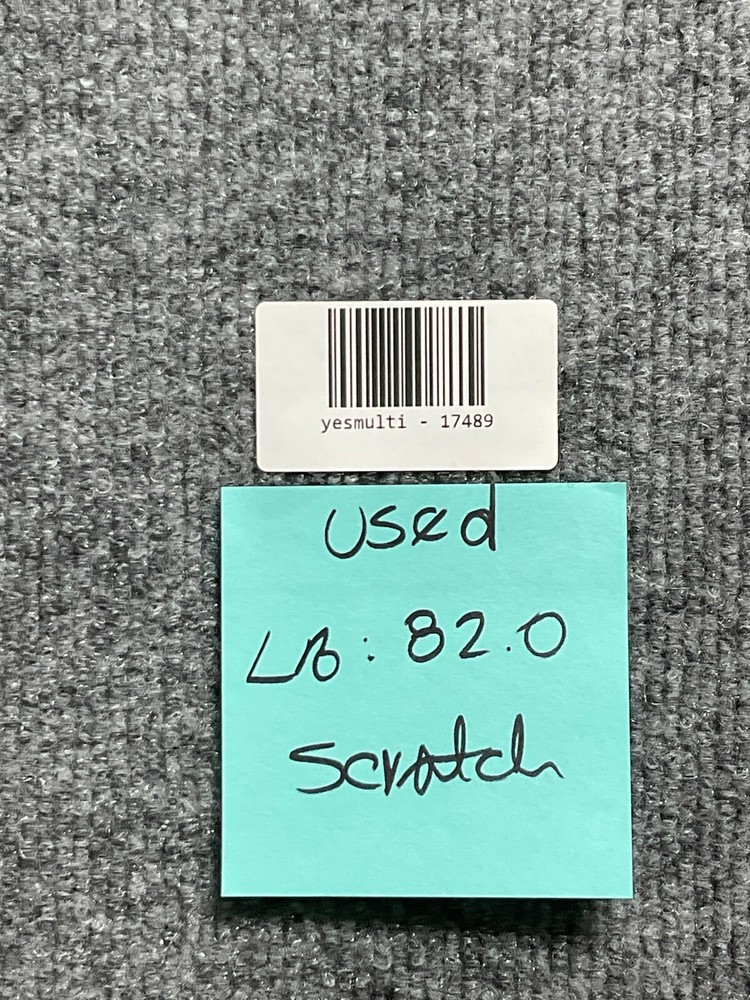 yesmulti - 17489
used
LB: 82.0
Scratch